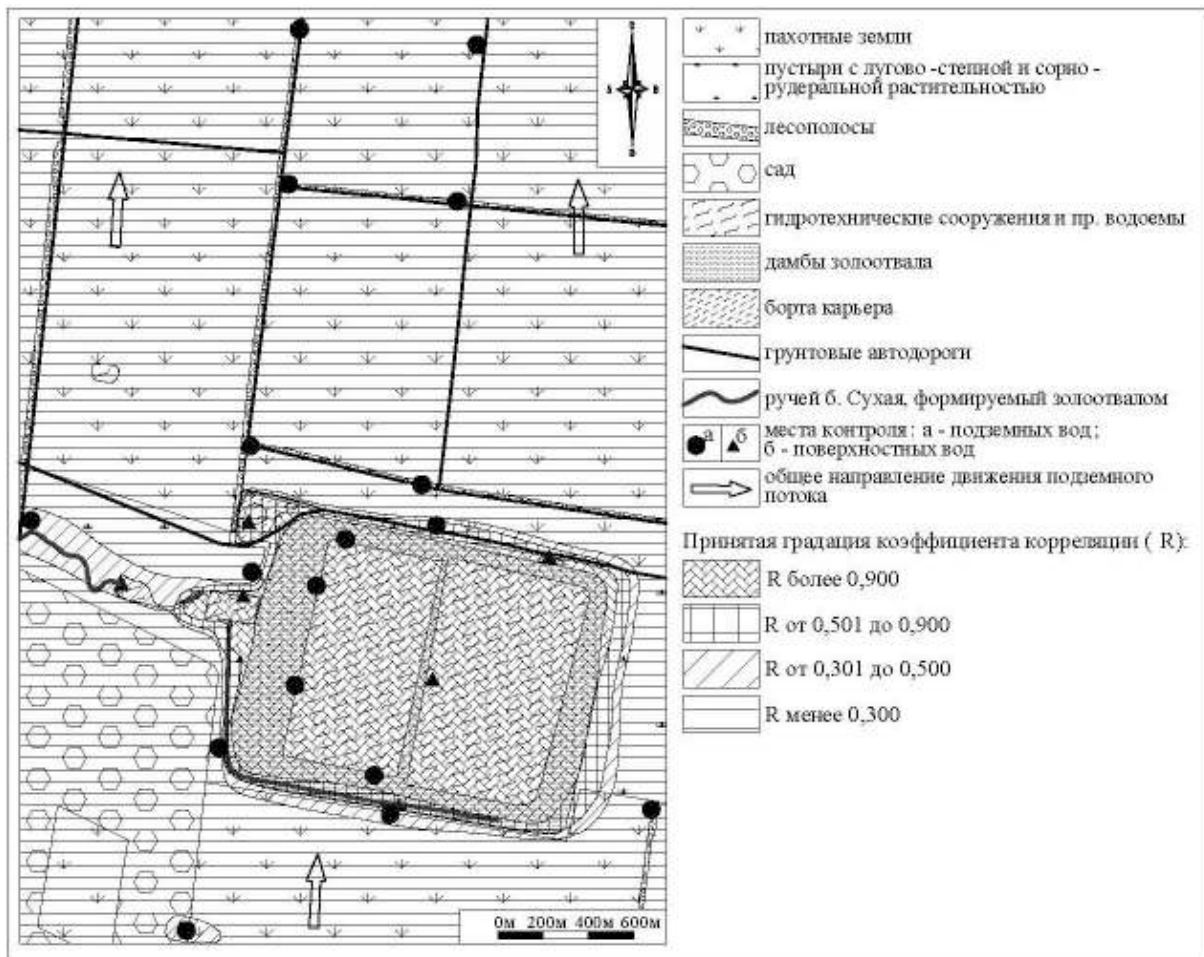 пахотные земли
пустыри с лугово -степной и сорно -
рудеральной растительностью
лесополосы
сад
гидротехнические сооружения и пр. водоемы
дамбы золоотвала
борта карьера
грунтовые автодороги
ручей б. Сухая, формируемый золоотвалом
а б
места контроля: а - подземных вод;
б - поверхностных вод
общее направление движения подземного
потока
Принятая градация коэффициента корреляции ( R):
R более 0,900
R от 0,501 до 0,900
R от 0,301 до 0,500
R менее 0,300
0м 200м 400м 600м